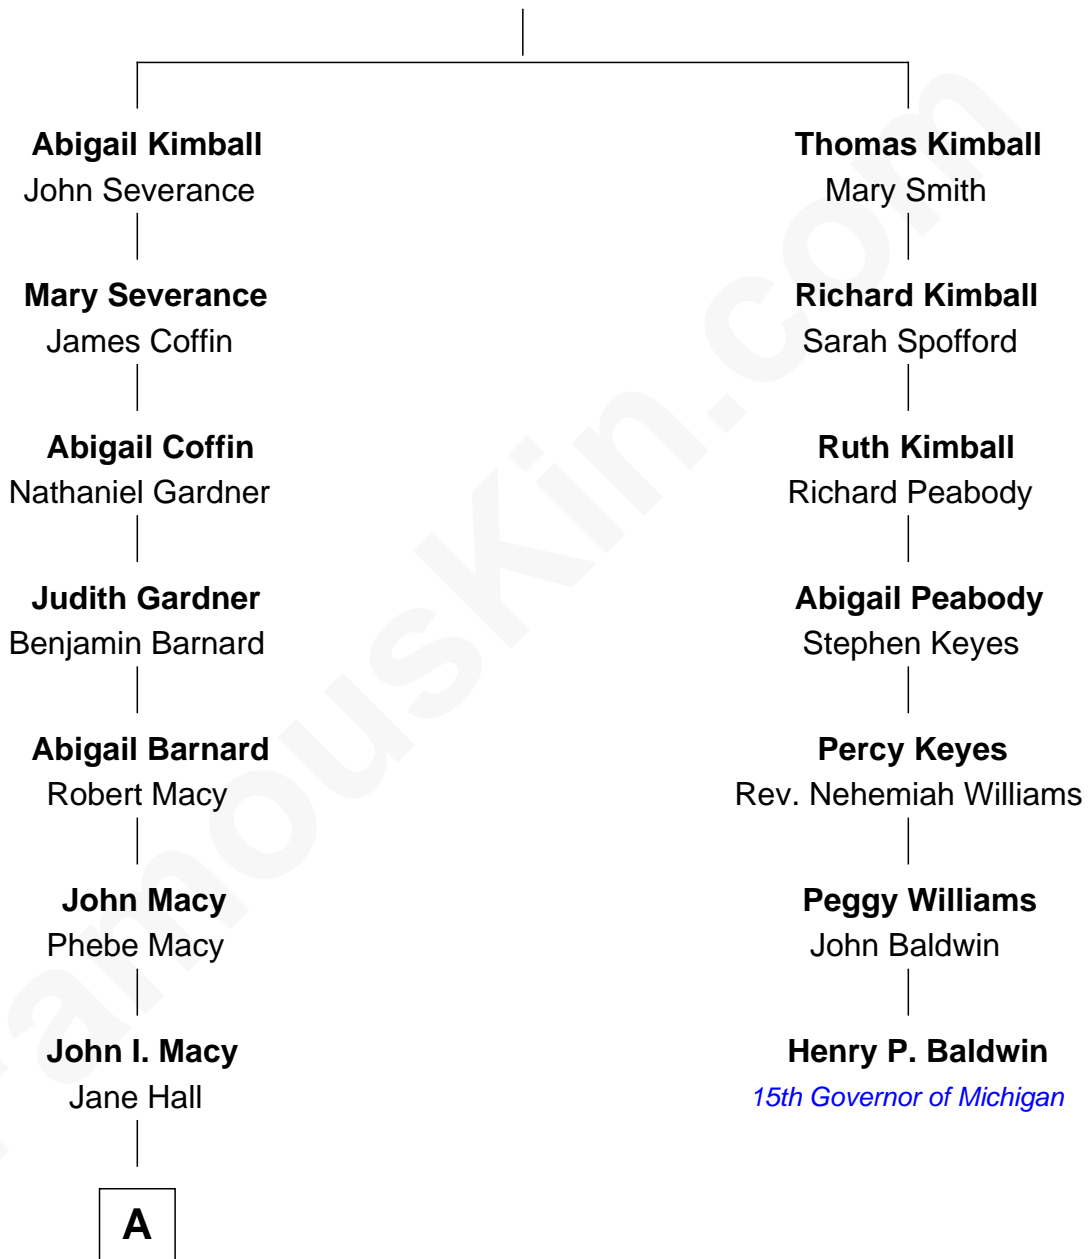 Abigail Kimball
John Severance
Mary Severance
James Coffin
Abigail Coffin
Nathaniel Gardner
Judith Gardner
Benjamin Barnard
Abigail Barnard
Robert Macy
John Macy
Phebe Macy
John I. Macy
Jane Hall
A
Thomas Kimball
Mary Smith
Richard Kimball
Sarah Spofford
Ruth Kimball
Richard Peabody
Abigail Peabody
Stephen Keyes
Percy Keyes
Rev. Nehemiah Williams
Peggy Williams
John Baldwin
Henry P. Baldwin
15th Governor of Michigan
FamousKin.com